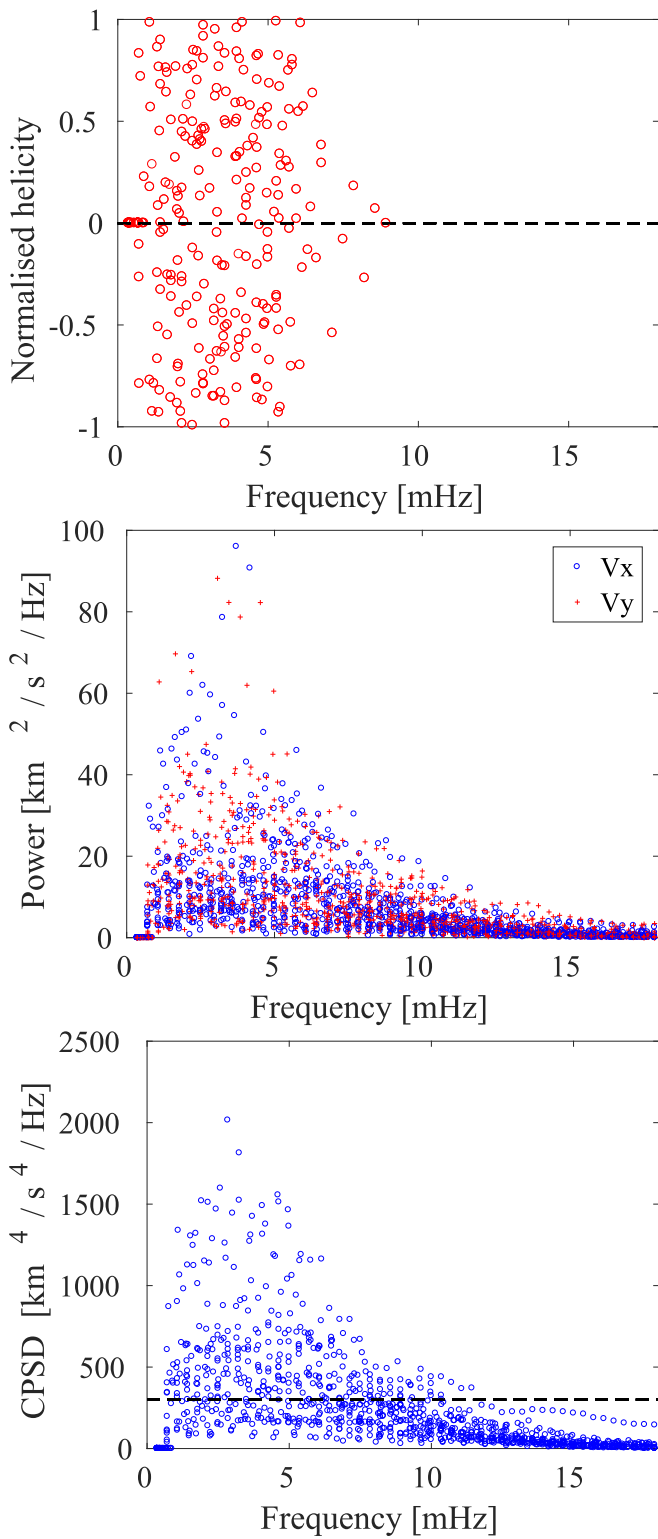 1
0.5
0
-0.5
-1
Normalised helicity
0 5 10 15
Frequency [mHz]
100
80
60
40
20
0
Power [km 2 / s 2 / Hz]
Vx
Vy
0 5 10 15
Frequency [mHz]
2500
2000
1500
1000
500
0
CPSD [km 4 / s 4 / Hz]
0 5 10 15
Frequency [mHz]